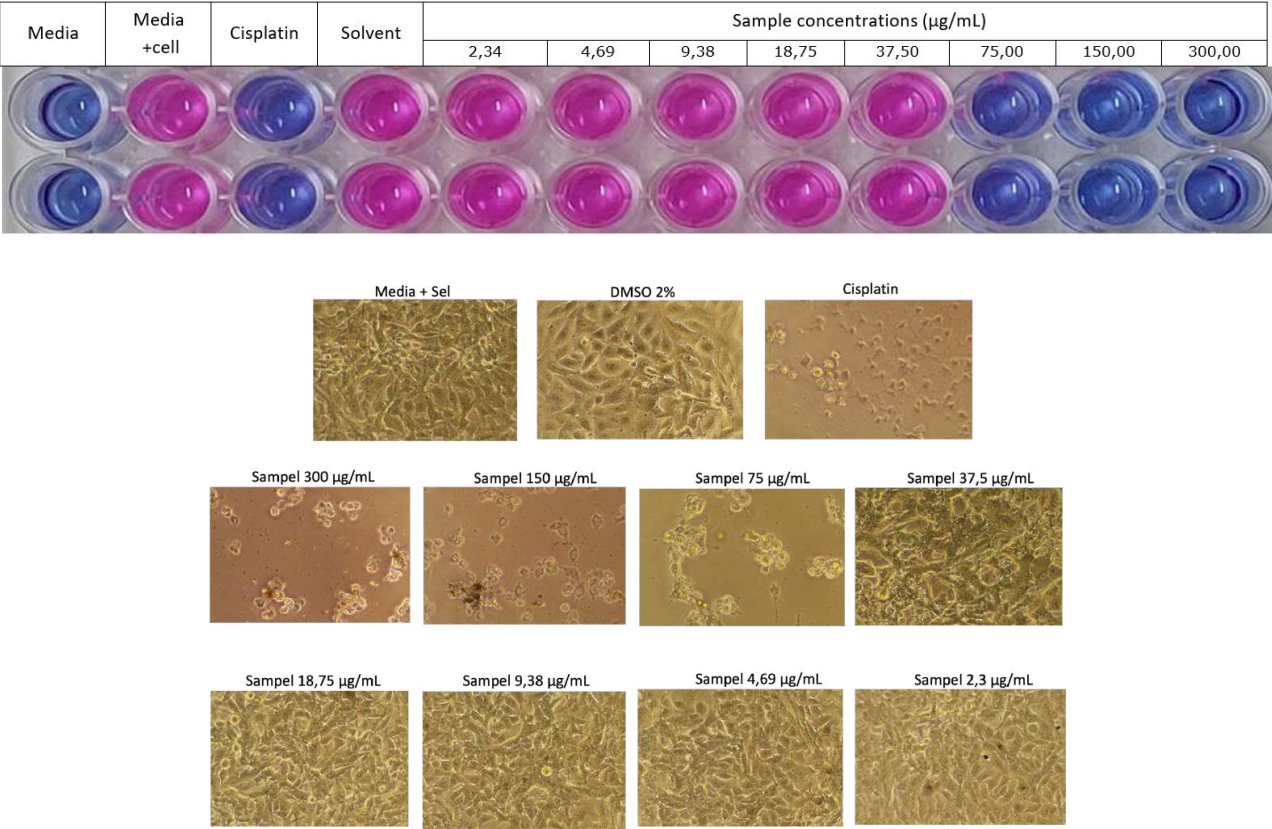 Media
Media
+cell
Cisplatin
Solvent
Sample concentrations (µg/mL)
2,34
4,69
9,38
18,75
37,50
75,00
150,00
300,00
Media + Sel
DMSO 2%
Cisplatin
Sampel 300 µg/mL
Sampel 150 µg/mL
Sampel 75 µg/mL
Sampel 37,5 µg/mL
Sampel 18,75 µg/mL
Sampel 9,38 µg/mL
Sampel 4,69 µg/mL
Sampel 2,3 µg/mL